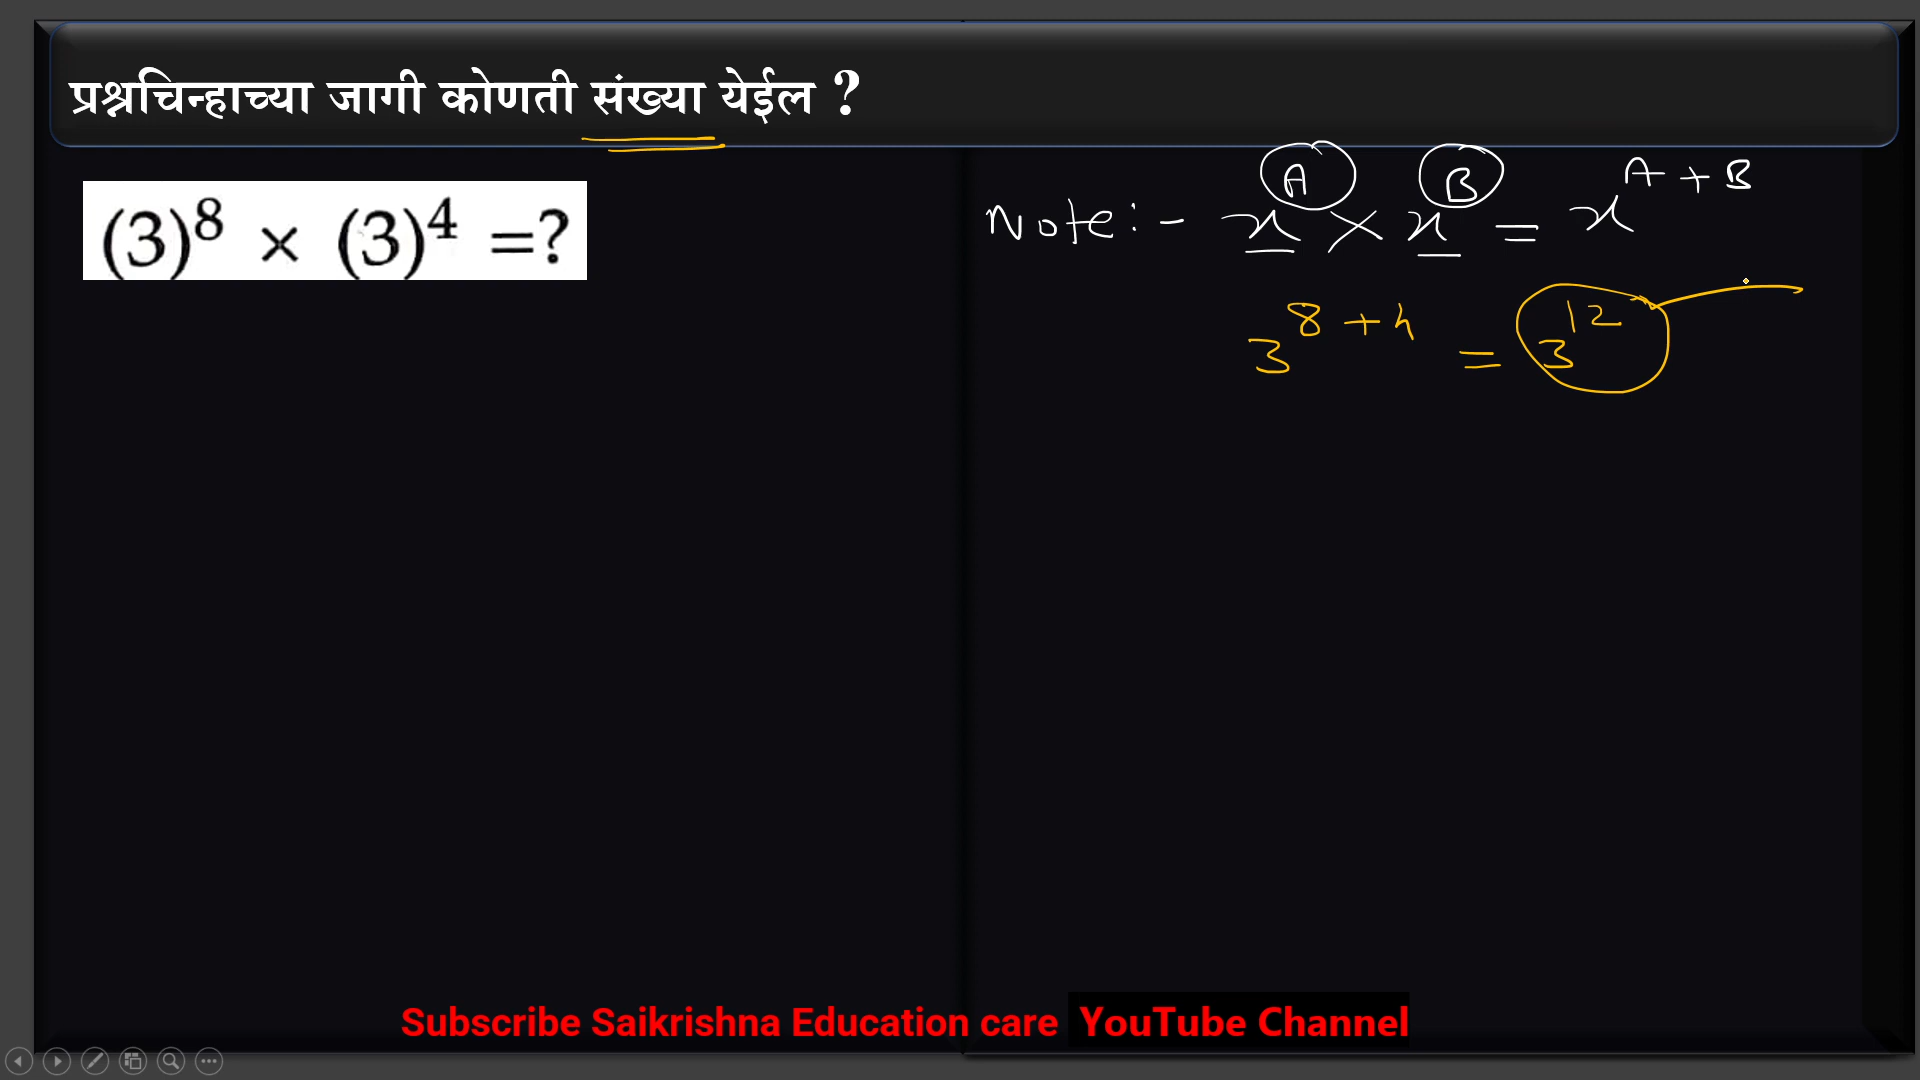 प्रश्नचिन्हाच्या जागी कोणती संख्या येईल ?
(3)^8 × (3)^4 =?
Note:- x^A × x^B = x^{A+B}
3^{8+4} = 3^{12}
Subscribe Saikrishna Education care YouTube Channel